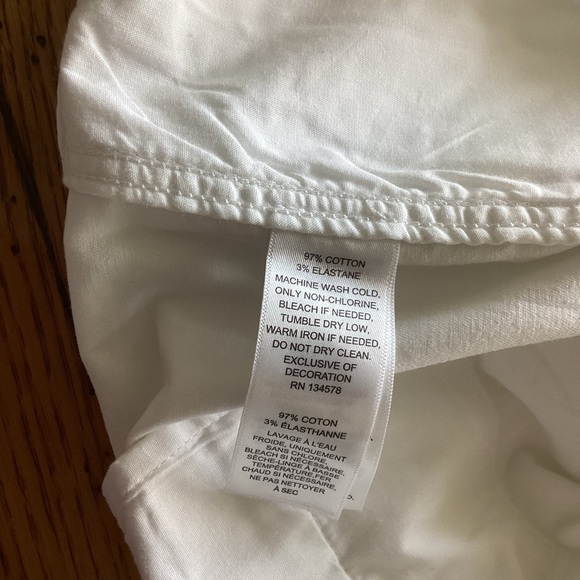 97% COTTON
3% ELASTANE
MACHINE WASH COLD,
ONLY NON-CHLORINE,
BLEACH IF NEEDED,
TUMBLE DRY LOW,
WARM IRON IF NEEDED,
DO NOT DRY CLEAN.
EXCLUSIVE OF
DECORATION
RN 134578
97% COTON
3% ÉLASTHANNE
LAVAGE À L'EAU
FROIDE, UNIQUEMENT
SANS CHLORE,
BLEACH SI NÉCESSAIRE,
SÈCHE-LINGE À BASSE
TEMPÉRATURE,FER
CHAUD SI NÉCESSAIRE,
NE PAS NETTOYER
À SEC